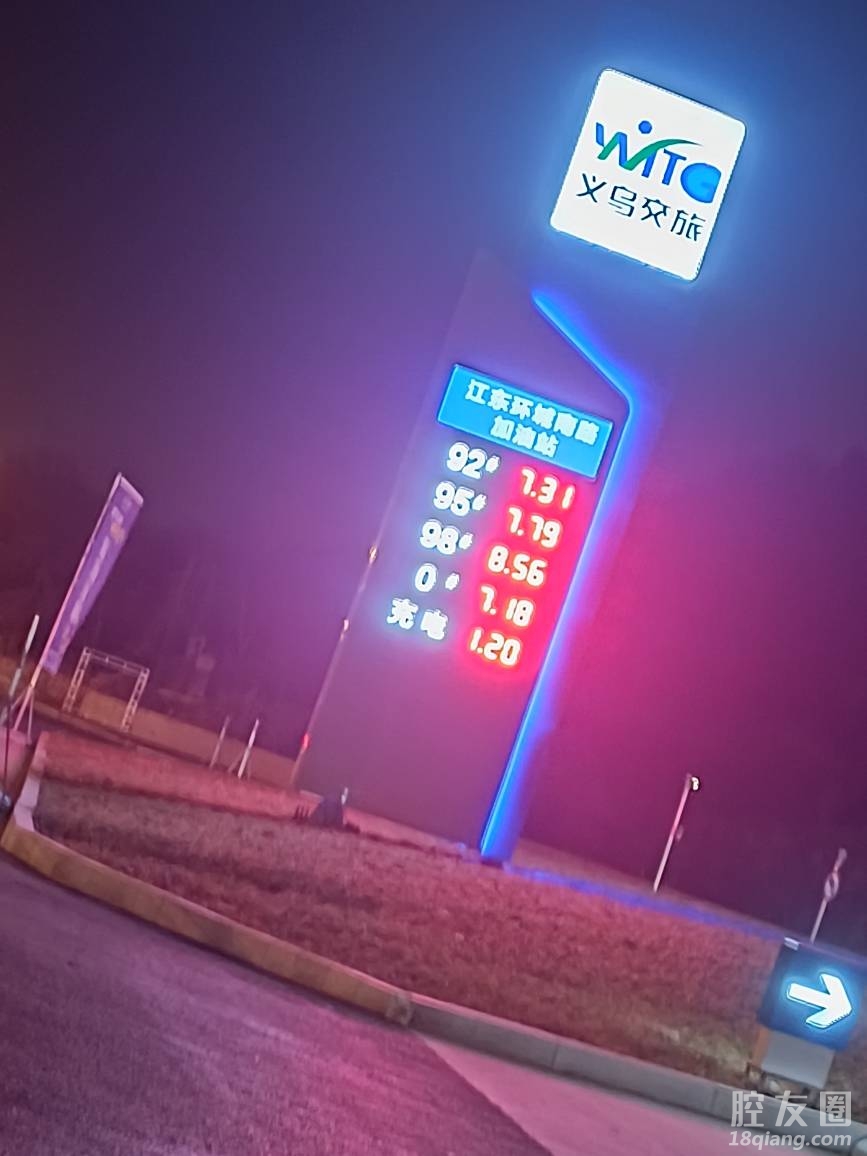 YWTG
义乌交旅
江东环城南路
加油站
92# 7.31
95# 7.79
98# 8.56
0# 7.18
充电 1.20
腔友圈
18qiang.com